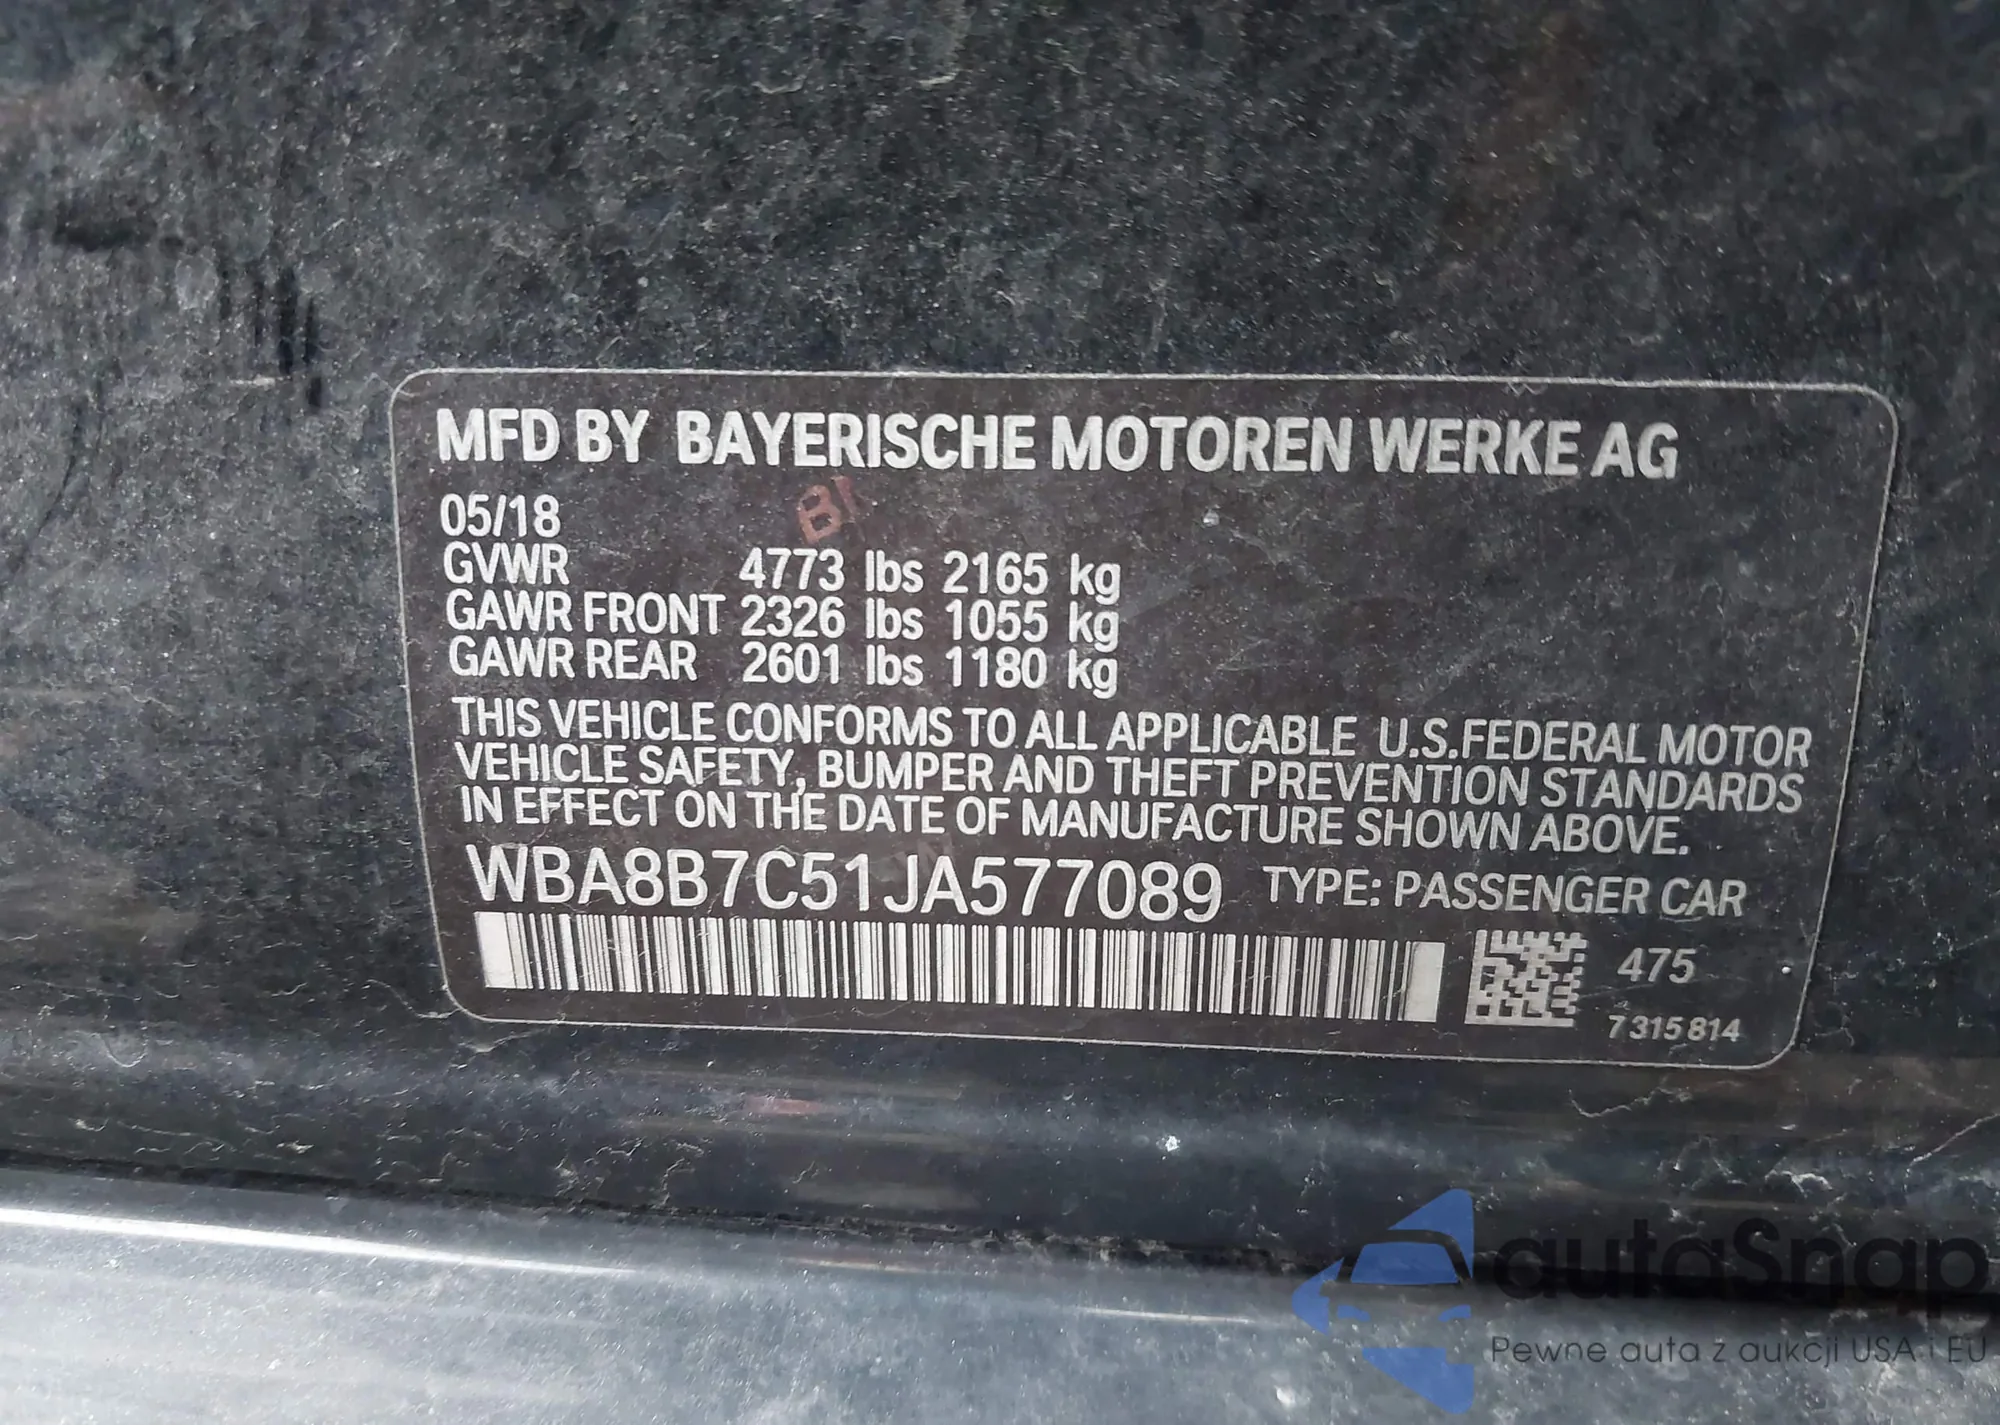 MFD BY BAYERISCHE MOTOREN WERKE AG
05/18
GVWR 4773 lbs 2165 kg
GAWR FRONT 2326 lbs 1055 kg
GAWR REAR 2601 lbs 1180 kg
THIS VEHICLE CONFORMS TO ALL APPLICABLE U.S.FEDERAL MOTOR
VEHICLE SAFETY, BUMPER AND THEFT PREVENTION STANDARDS
IN EFFECT ON THE DATE OF MANUFACTURE SHOWN ABOVE.
WBA8B7C51JA577089 TYPE: PASSENGER CAR
475
7 315 814
autaSnap
Pewne auta z aukcji USA i EU